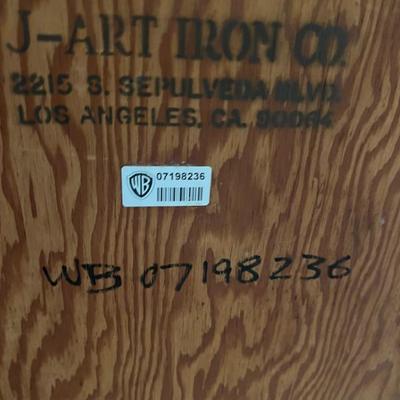 J-ART IRON CO.
2215 S. SEPULVEDA BLVD.
LOS ANGELES, CA. 90064
WB 07198236
WB 07198236